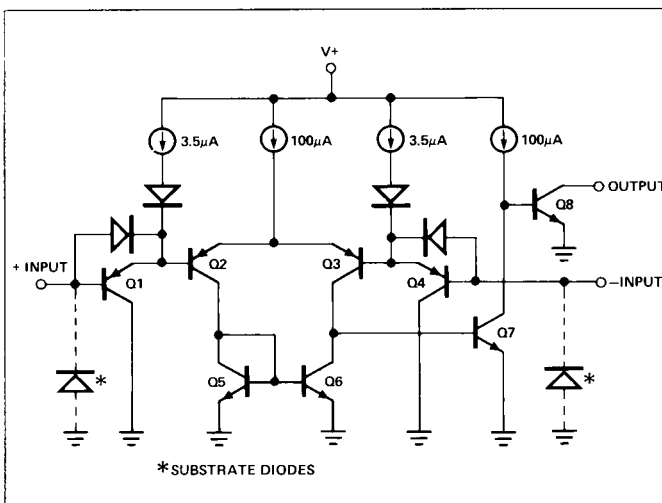 V+
3.5μA
100μA
3.5μA
100μA
Q8
OUTPUT
+ INPUT
Q1
Q2
Q3
Q4
−INPUT
Q7
Q5
Q6
*
*
*SUBSTRATE DIODES